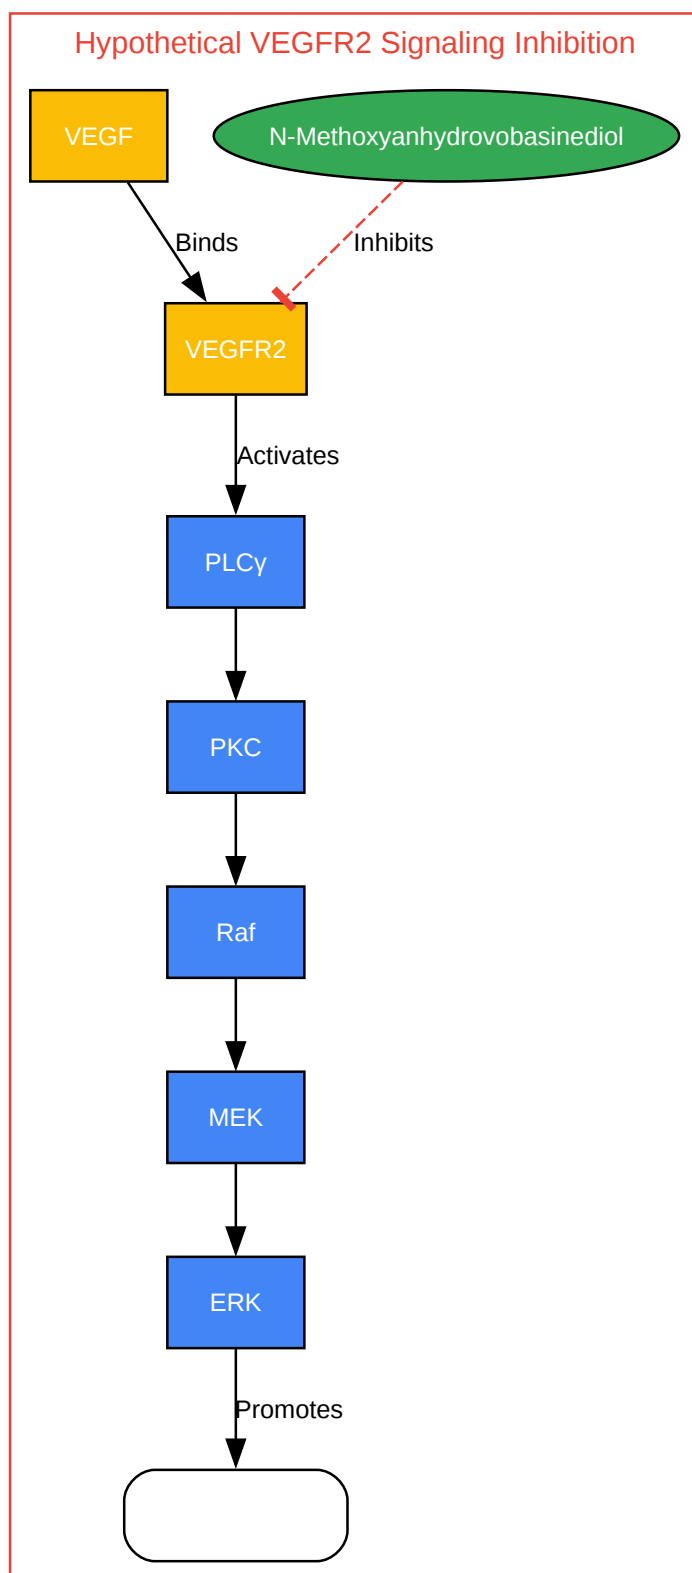 Hypothetical VEGFR2 Signaling Inhibition
VEGF
N-Methoxyanhydrovobasinediol
Binds
Inhibits
VEGFR2
Activates
PLCγ
PKC
Raf
MEK
ERK
Promotes